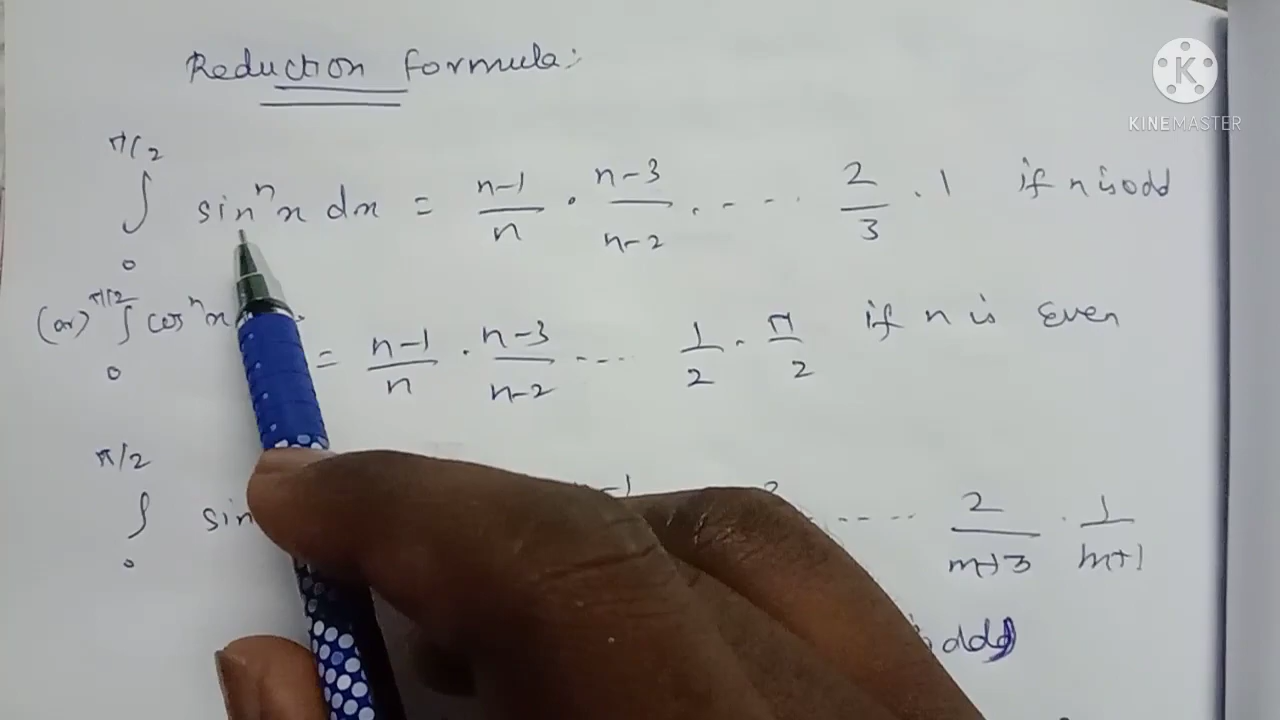 Reduction formula:
π/2
∫ sinⁿx dx = n-1/n · n-3/n-2 . - - - - 2/3 . 1 if n is odd
0
(or) π/2 ∫ 0 cosⁿx = n-1/n · n-3/n-2 - - - - 1/2 · π/2 if n is even
π/2
∫ sin - - - - 2/m+3 · 1/m+1
0
odd
KINEMASTER